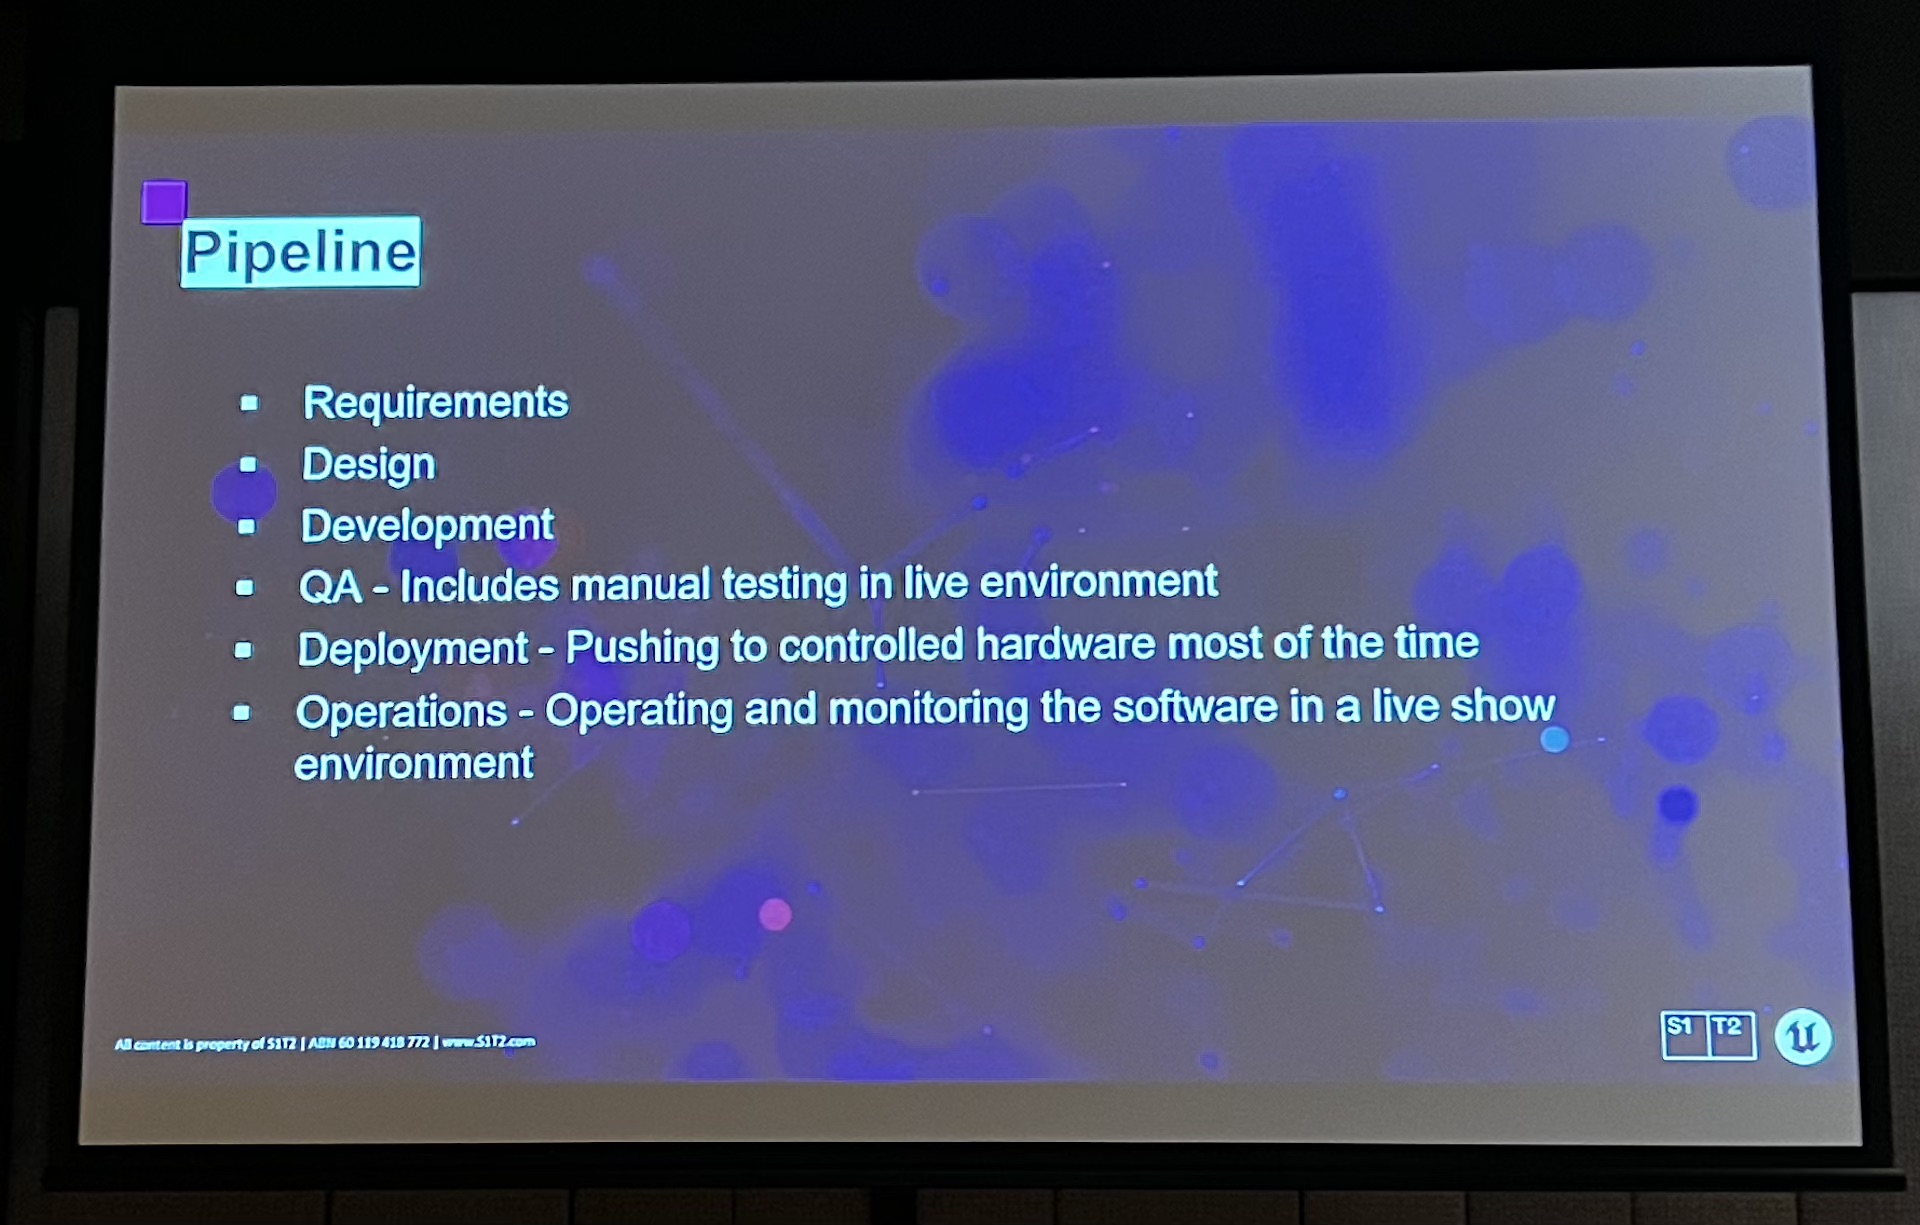 Pipeline
Requirements
Design
Development
QA - Includes manual testing in live environment
Deployment - Pushing to controlled hardware most of the time
Operations - Operating and monitoring the software in a live show
environment
All content is property of S1T2 | ABN 60 119 418 772 | www.S1T2.com
S1 T2